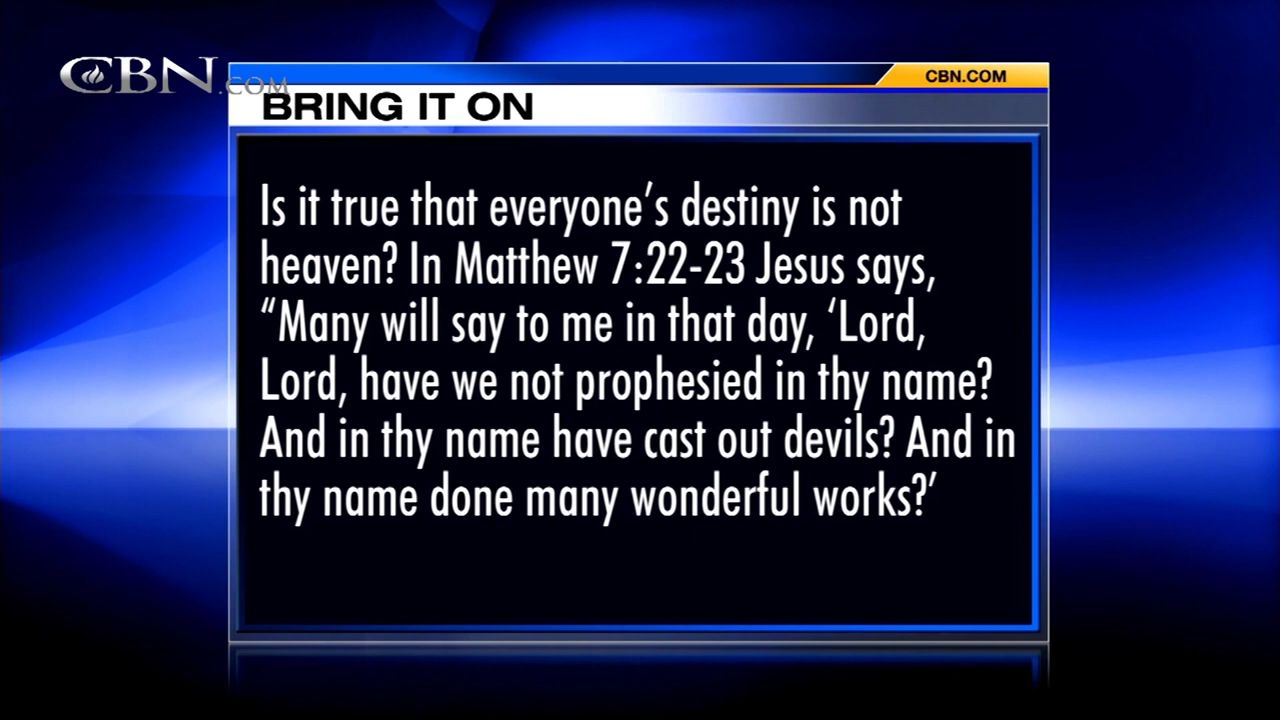 CBN.COM
CBN.COM
BRING IT ON
Is it true that everyone’s destiny is not
heaven? In Matthew 7:22-23 Jesus says,
“Many will say to me in that day, ‘Lord,
Lord, have we not prophesied in thy name?
And in thy name have cast out devils? And in
thy name done many wonderful works?’